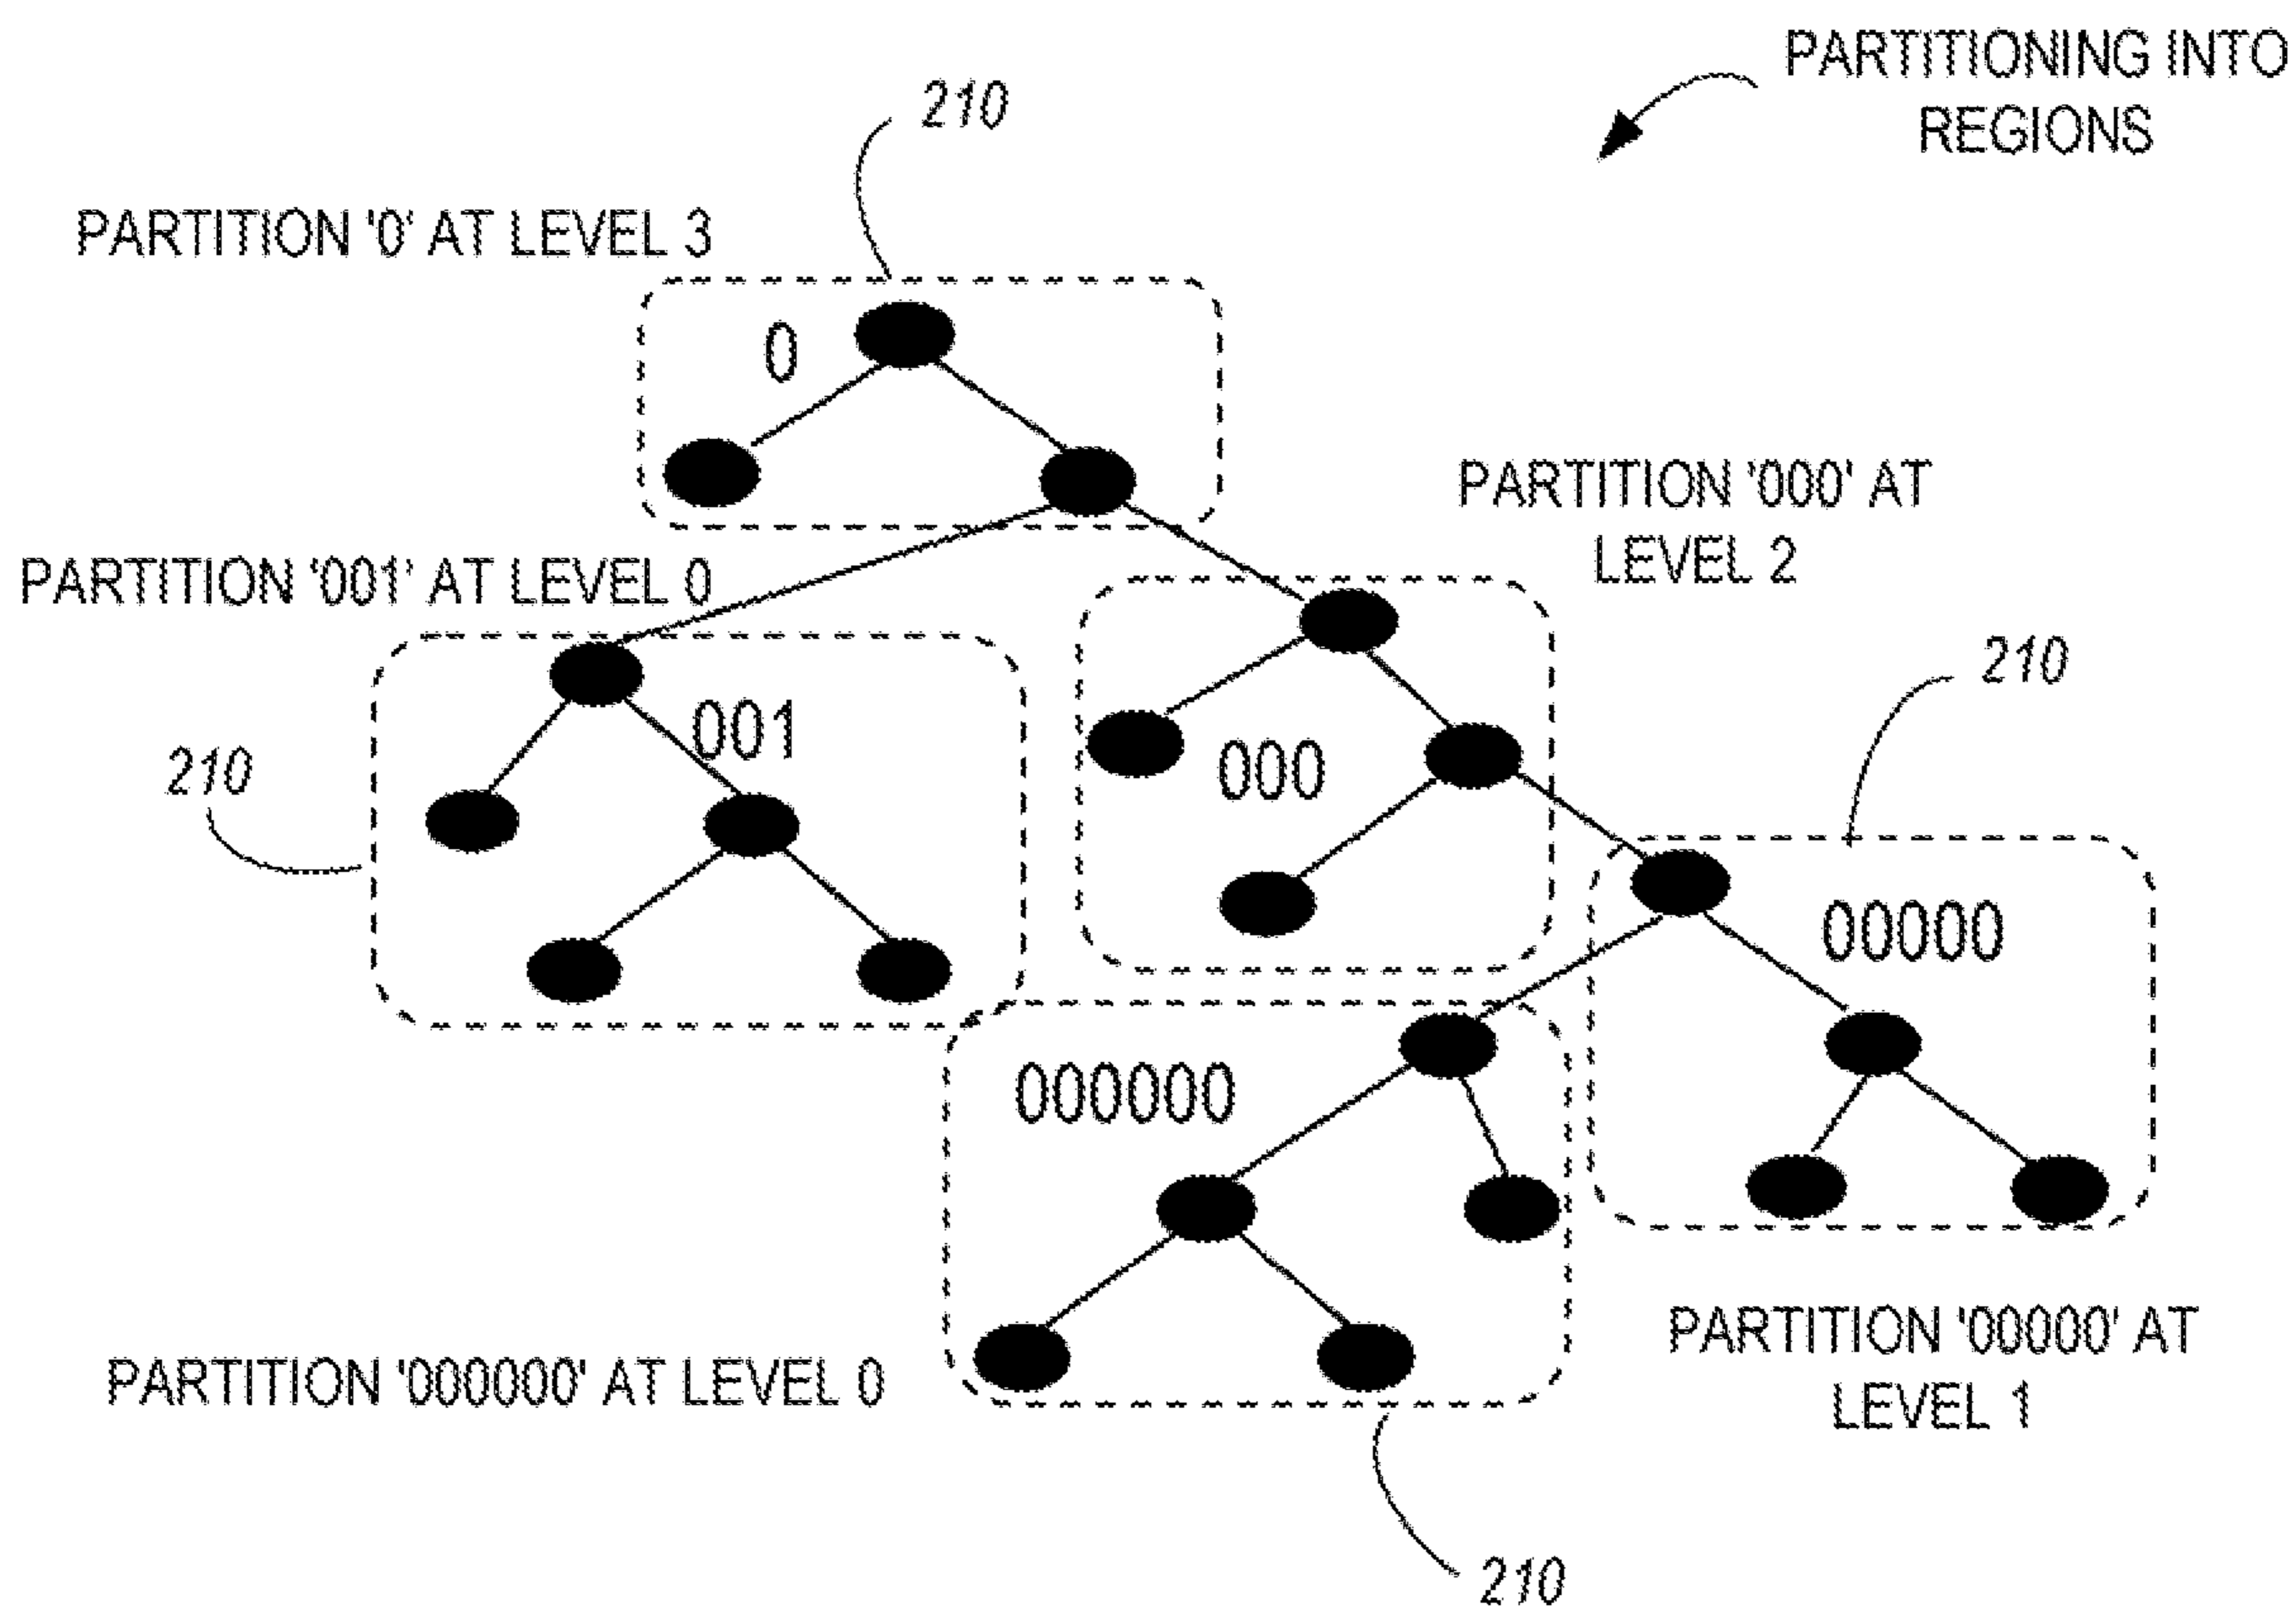 PARTITIONING INTO
REGIONS
210
PARTITION '0' AT LEVEL 3
0
PARTITION '000' AT
LEVEL 2
PARTITION '001' AT LEVEL 0
210
001
000
210
00000
000000
PARTITION '00000' AT
LEVEL 1
PARTITION '000000' AT LEVEL 0
210